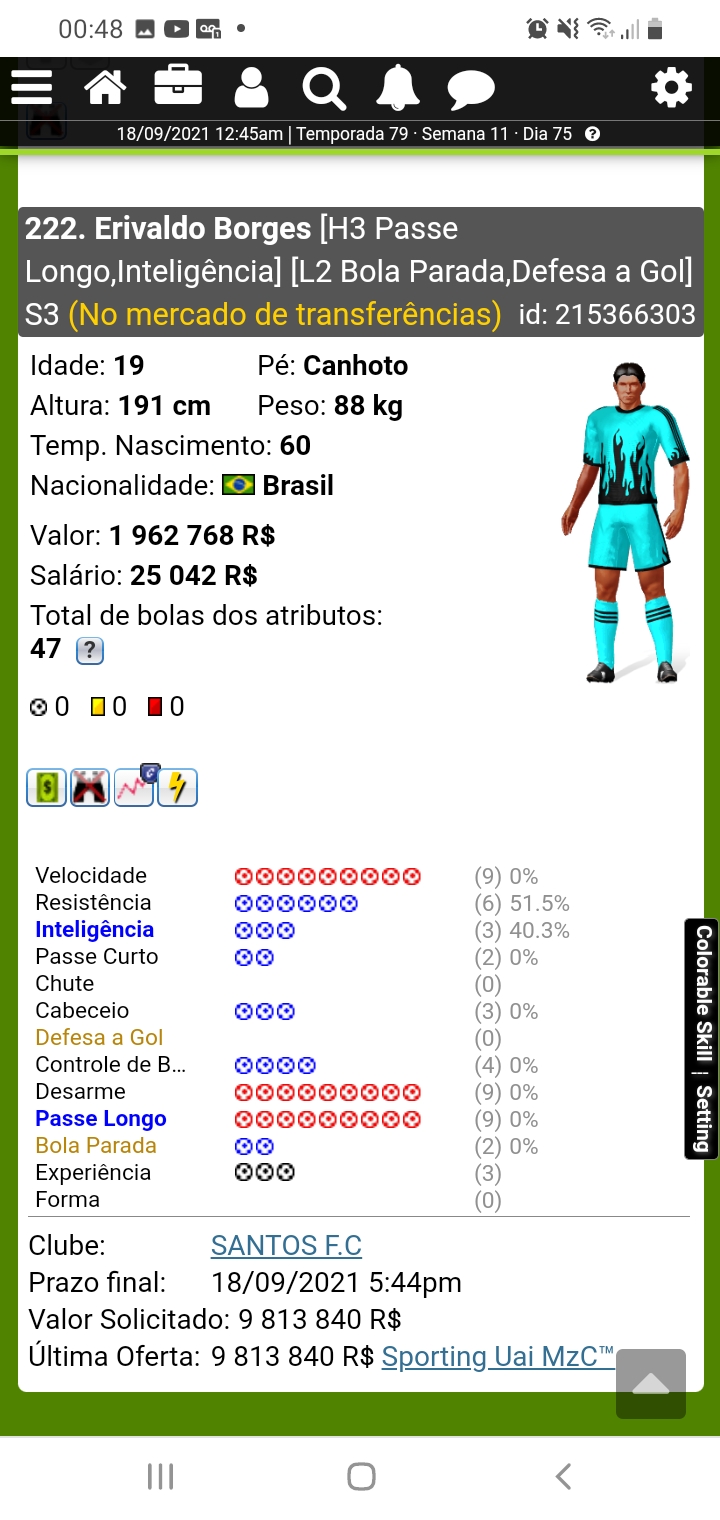 00:48
18/09/2021 12:45am | Temporada 79 · Semana 11 · Dia 75 ?
222. Erivaldo Borges [H3 Passe
Longo,Inteligência] [L2 Bola Parada,Defesa a Gol]
S3 (No mercado de transferências) id: 215366303
Idade: 19 Pé: Canhoto
Altura: 191 cm Peso: 88 kg
Temp. Nascimento: 60
Nacionalidade: Brasil
Valor: 1 962 768 R$
Salário: 25 042 R$
Total de bolas dos atributos:
47 ?
0 0 0
$ C
Velocidade (9) 0%
Resistência (6) 51.5%
Inteligência (3) 40.3%
Passe Curto (2) 0%
Chute (0)
Cabeceio (3) 0%
Defesa a Gol (0)
Controle de B... (4) 0%
Desarme (9) 0%
Passe Longo (9) 0%
Bola Parada (2) 0%
Experiência (3)
Forma (0)
Colorable Skill | Setting
Clube: SANTOS F.C
Prazo final: 18/09/2021 5:44pm
Valor Solicitado: 9 813 840 R$
Última Oferta: 9 813 840 R$ Sporting Uai MzC™